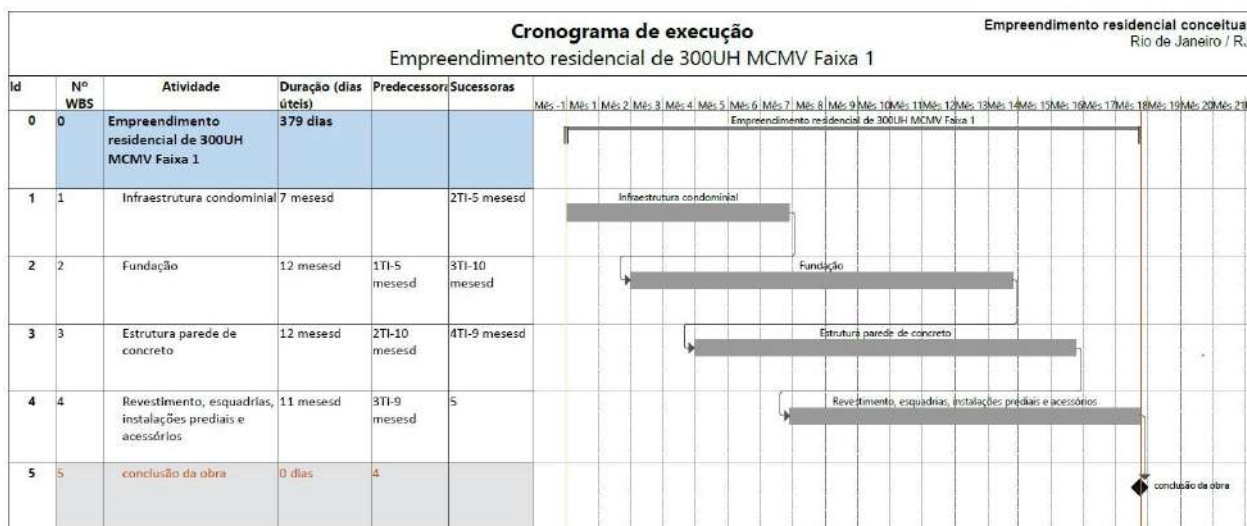 Cronograma de execução
Empreendimento residencial de 300UH MCMV Faixa 1
Empreendimento residencial conceitua
Rio de Janeiro / RJ
Id Nº WBS Atividade Duração (dias úteis) Predecessora Sucessoras
Mês -1 Mês 1 Mês 2 Mês 3 Mês 4 Mês 5 Mês 6 Mês 7 Mês 8 Mês 9 Mês 10 Mês 11 Mês 12 Mês 13 Mês 14 Mês 15 Mês 16 Mês 17 Mês 18 Mês 19 Mês 20 Mês 21
0 0 Empreendimento 379 dias
residencial de 300UH
MCMV Faixa 1
Empreendimento residencial de 300UH MCMV Faixa 1
1 1 Infraestrutura condominial 7 mesesd 2TI-5 mesesd
Infraestrutura condominial
2 2 Fundação 12 mesesd 1TI-5 3TI-10
mesesd mesesd
Fundação
3 3 Estrutura parede de 12 mesesd 2TI-10 4TI-9 mesesd
concreto mesesd
Estrutura parede de concreto
4 4 Revestimento, esquadrias, 11 mesesd 3TI-9 5
instalações prediais e mesesd
acessórios
Revestimento, esquadrias, instalações prediais e acessórios
5 5 conclusão da obra 0 dias 4
conclusão da obra